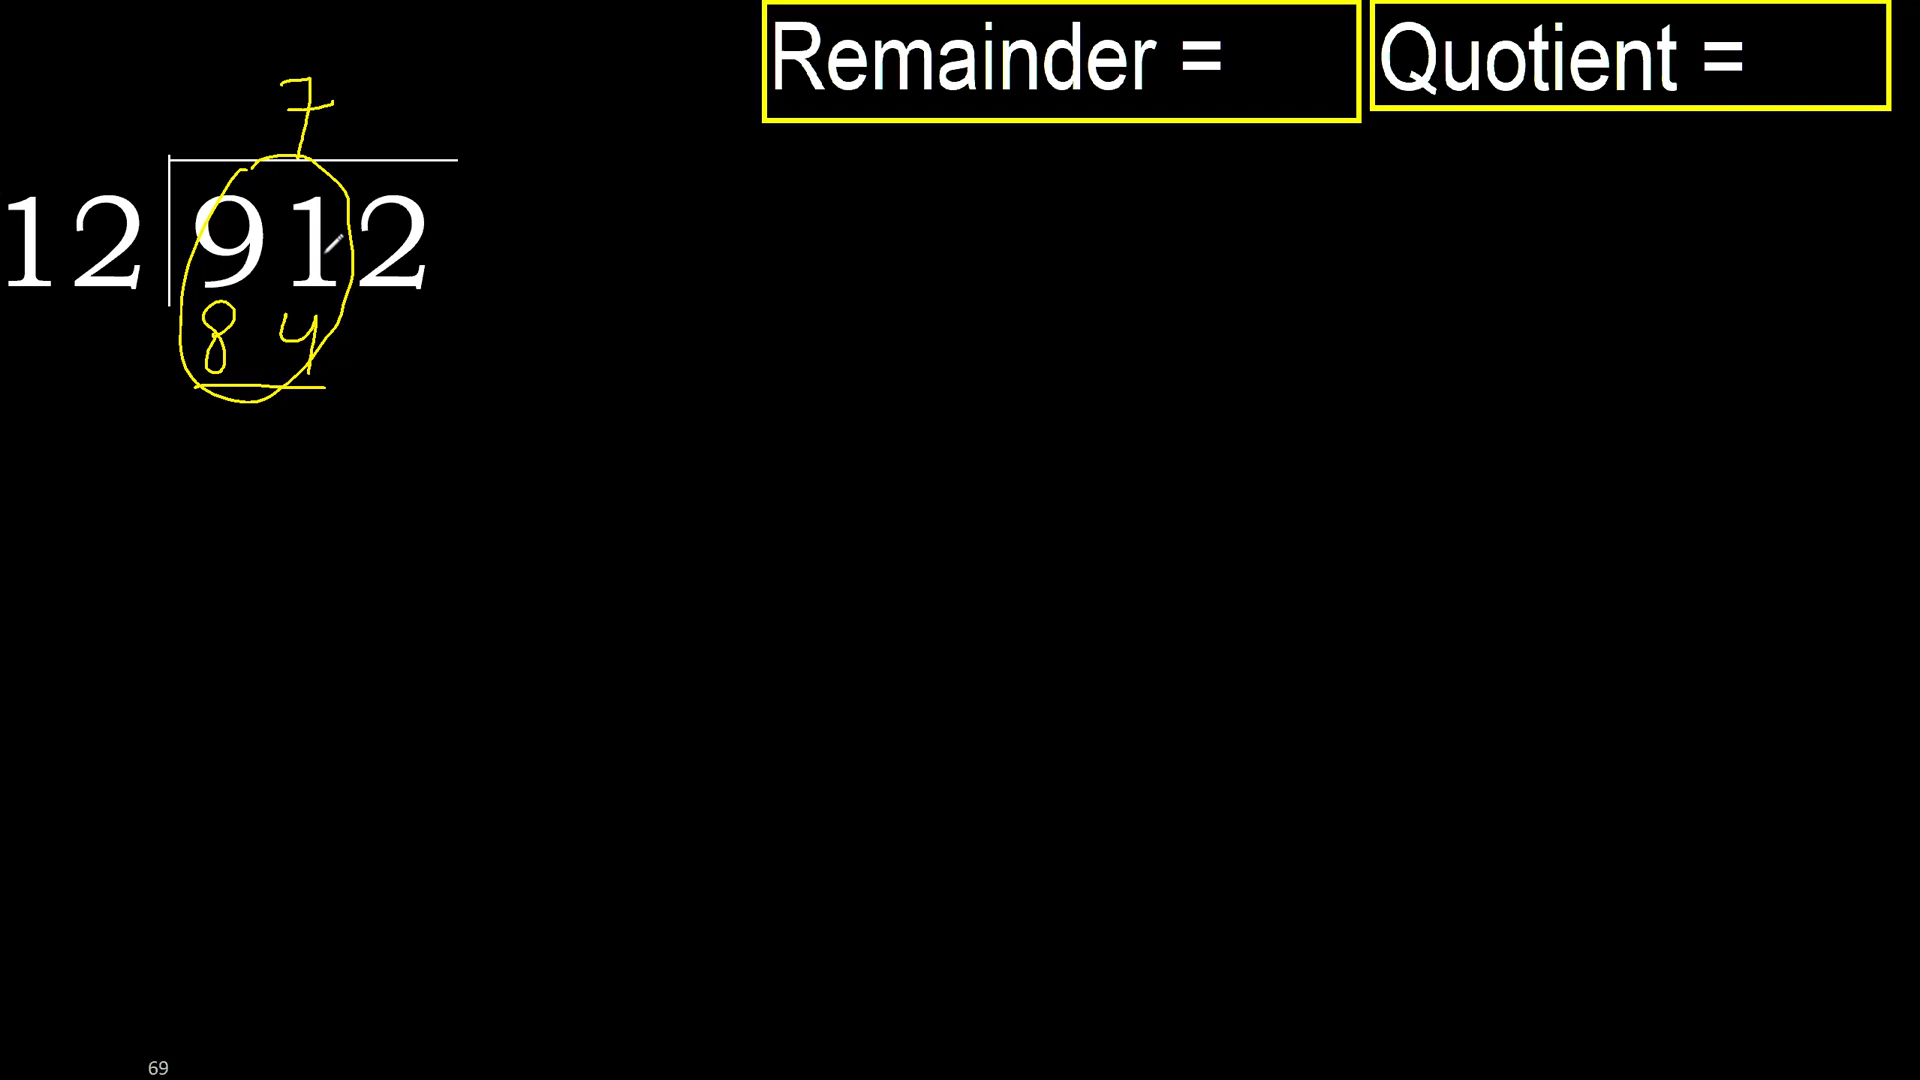 Remainder =
Quotient =
7
12 912
8 4
69